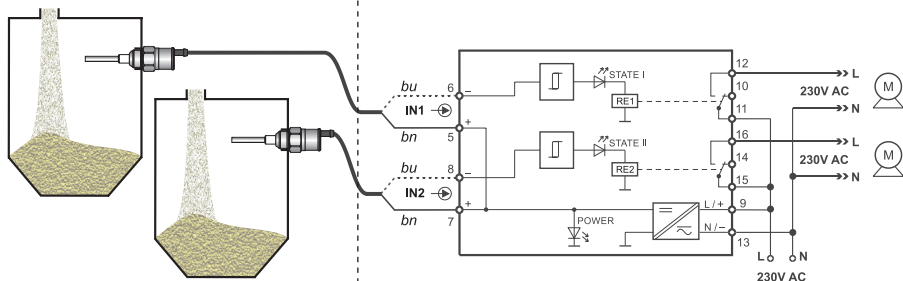 bu
6
IN1
−
+
bn
5
bu
8
IN2
−
+
bn
7
STATE I
RE1
STATE II
RE2
POWER
L/+
N/−
12
10
11
16
14
15
9
13
L
230V AC
N
M
L
230V AC
N
M
L
N
230V AC